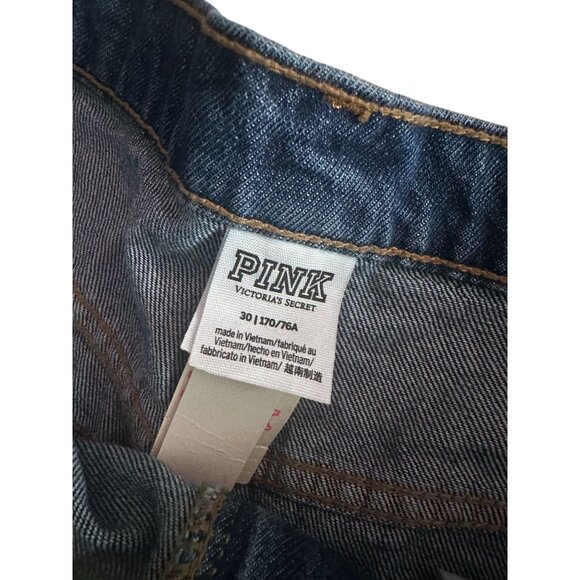 PINK
VICTORIA'S SECRET
30 | 170/76A
made in Vietnam/fabriqué au
Vietnam/hecho en Vietnam/
fabbricato in Vietnam/ 越南制造